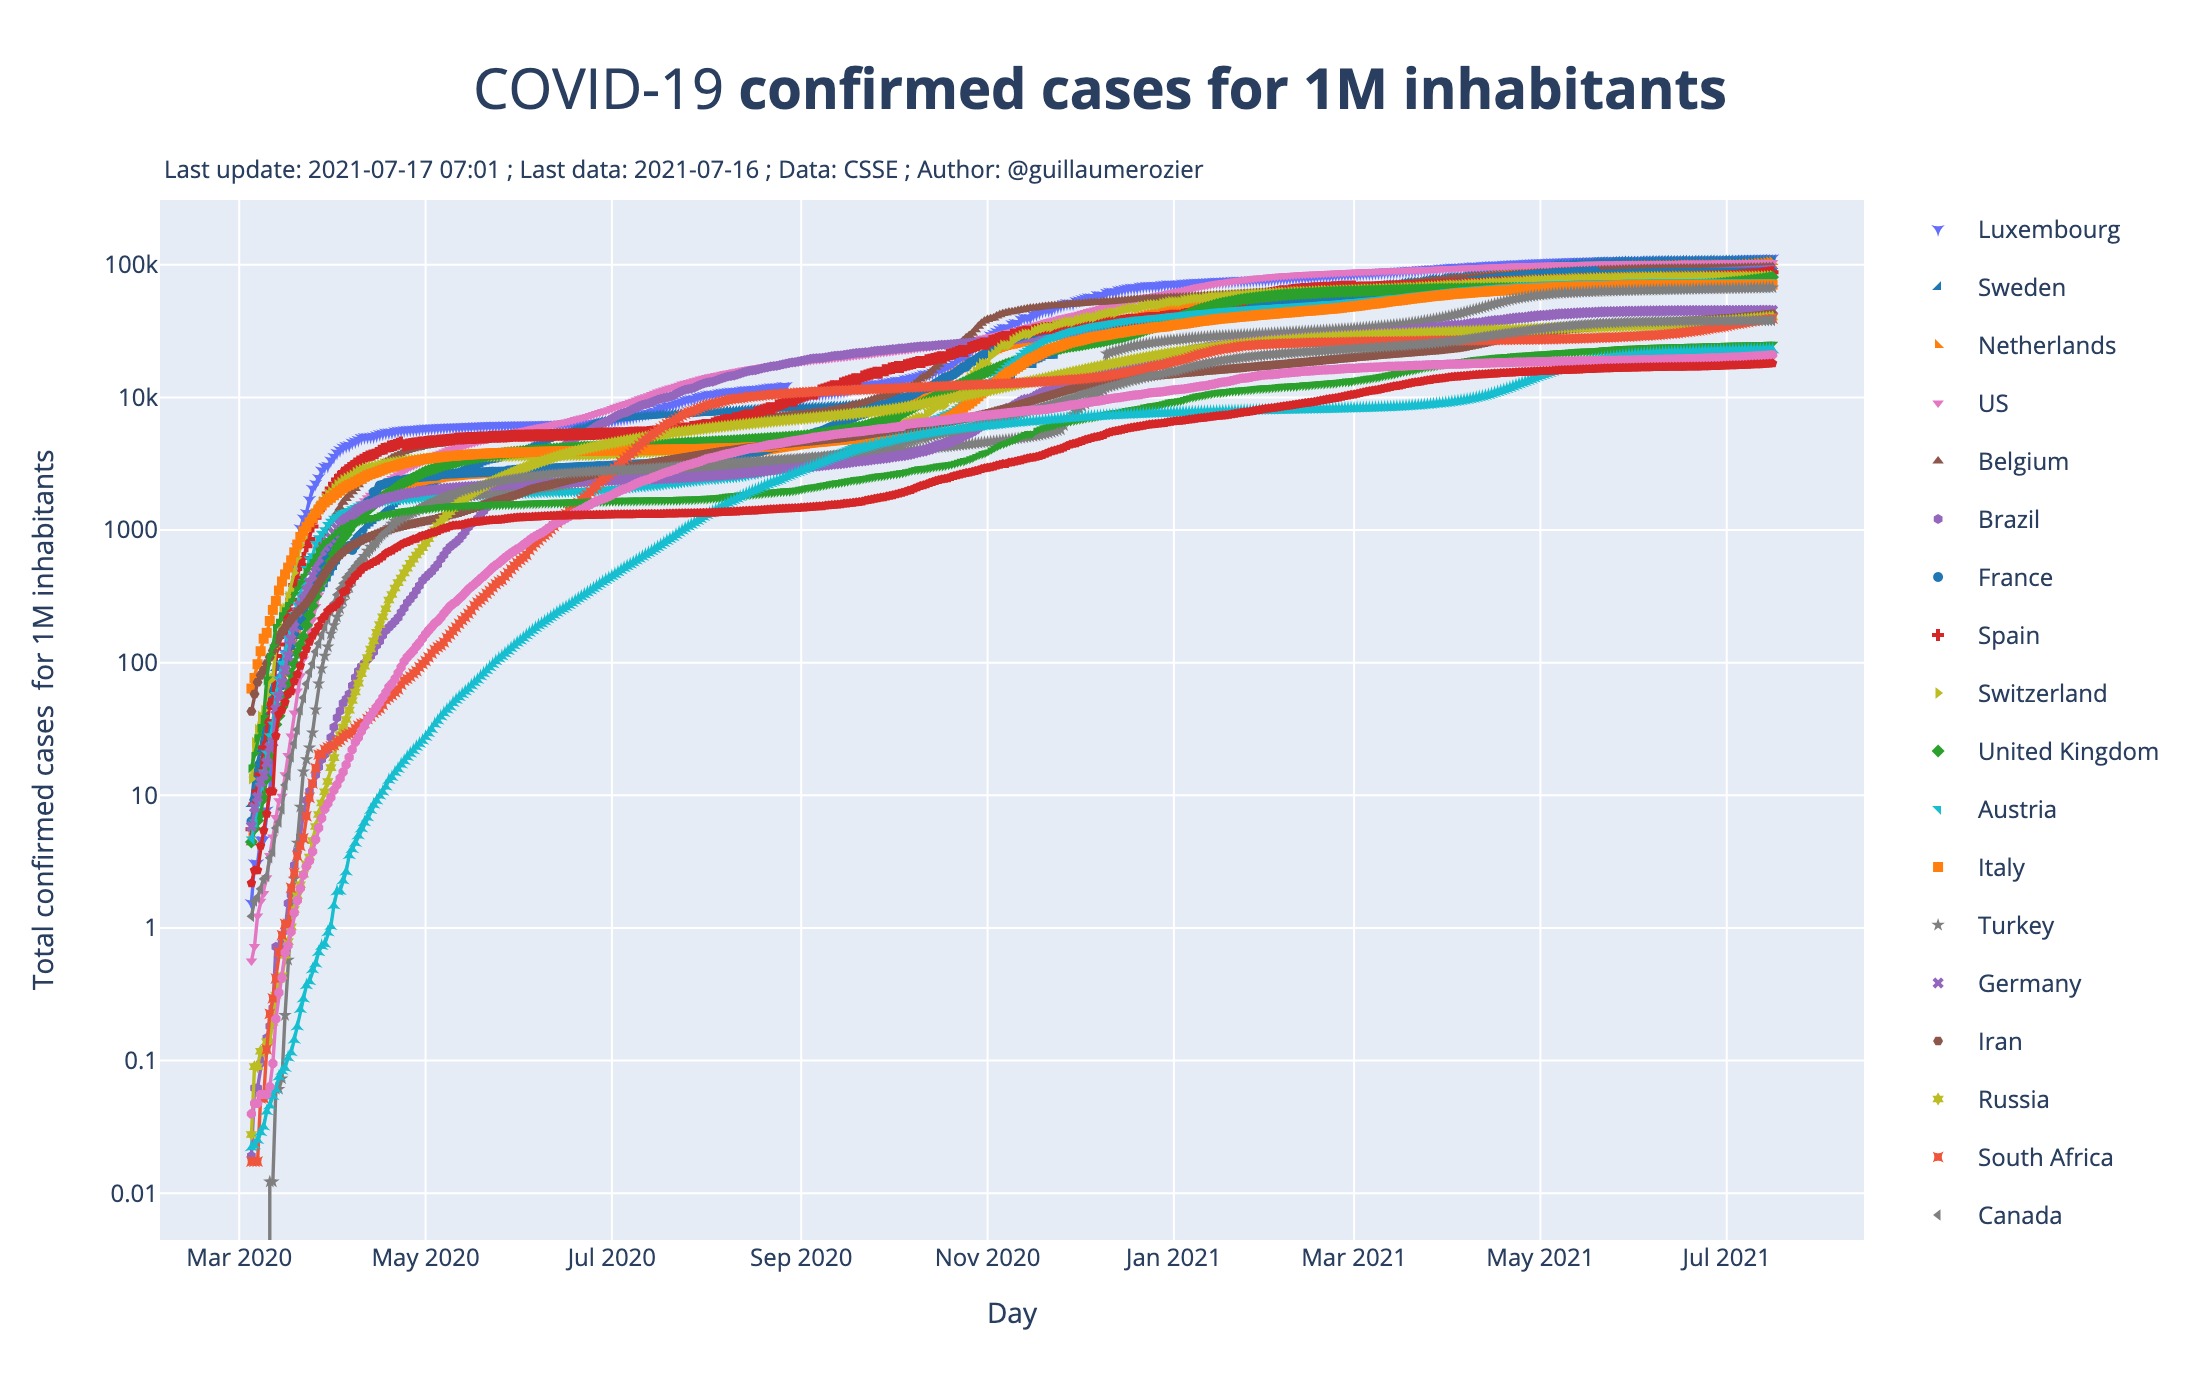 COVID-19 confirmed cases for 1M inhabitants
Last update: 2021-07-17 07:01 ; Last data: 2021-07-16 ; Data: CSSE ; Author: @guillaumerozier
Total confirmed cases for 1M inhabitants
100k
10k
1000
100
10
1
0.1
0.01
Mar 2020
May 2020
Jul 2020
Sep 2020
Nov 2020
Jan 2021
Mar 2021
May 2021
Jul 2021
Day
Luxembourg
Sweden
Netherlands
US
Belgium
Brazil
France
Spain
Switzerland
United Kingdom
Austria
Italy
Turkey
Germany
Iran
Russia
South Africa
Canada